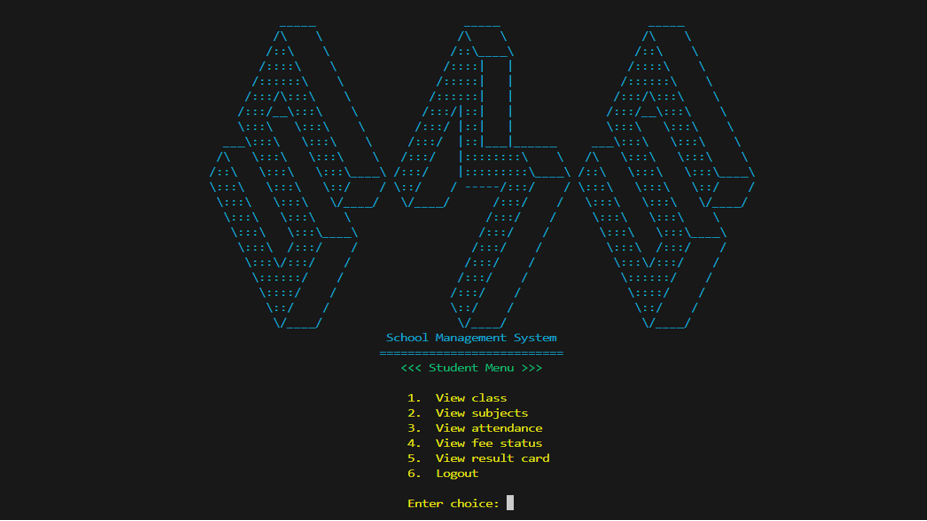 School Management System
==========================
<<< Student Menu >>>
1. View class
2. View subjects
3. View attendance
4. View fee status
5. View result card
6. Logout
Enter choice: